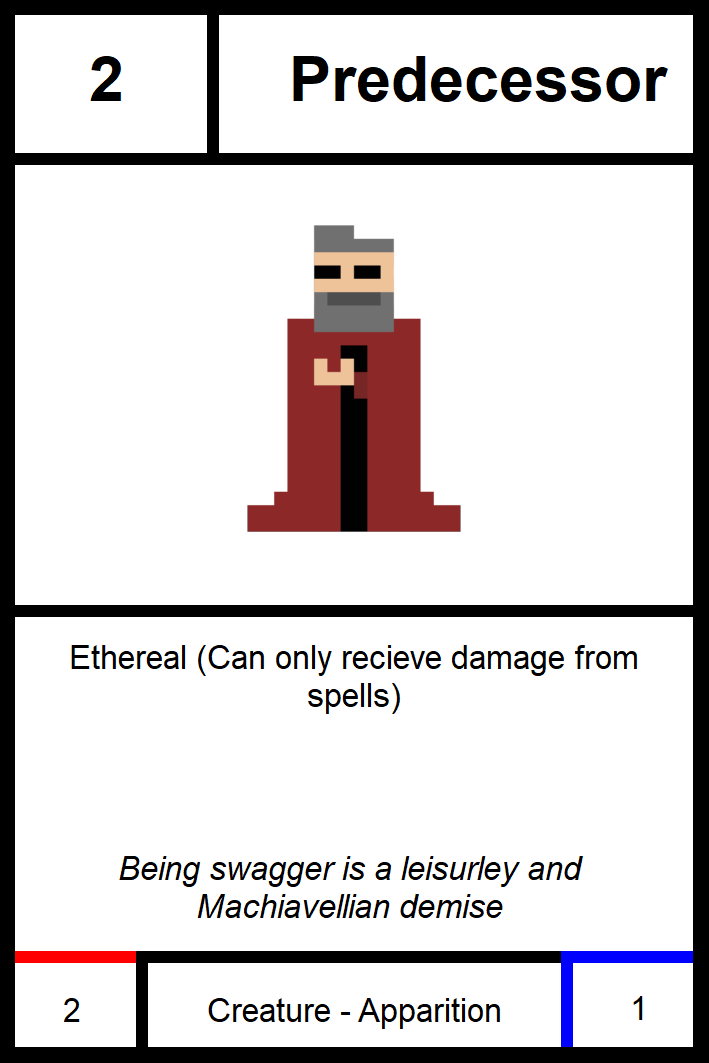 2
Predecessor
Ethereal (Can only recieve damage from
spells)
Being swagger is a leisurley and
Machiavellian demise
2
Creature - Apparition
1